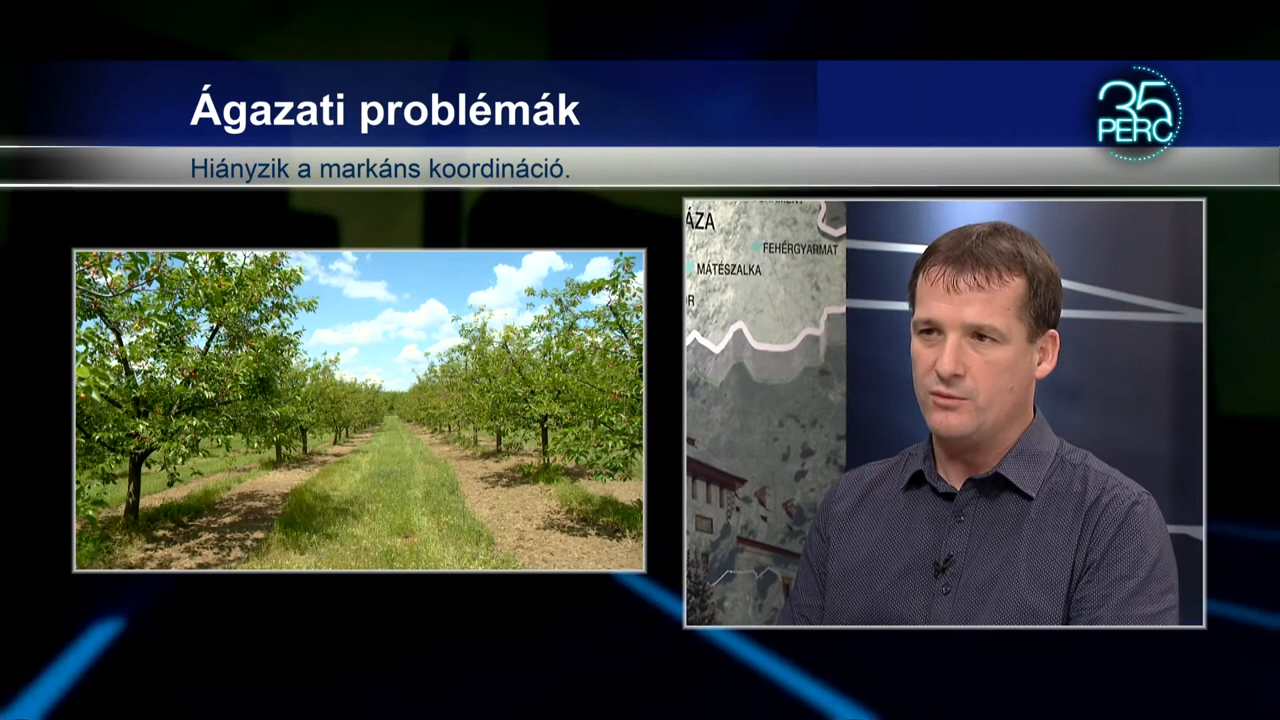 Ágazati problémák
35
PERC
Hiányzik a markáns koordináció.
ÁZA
FEHÉRGYARMAT
MÁTÉSZALKA